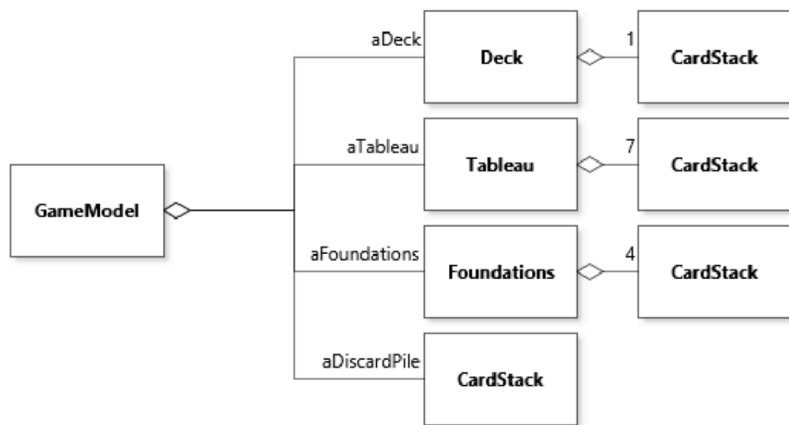 aDeck
Deck
1
CardStack
aTableau
Tableau
7
CardStack
GameModel
aFoundations
Foundations
4
CardStack
aDiscardPile
CardStack